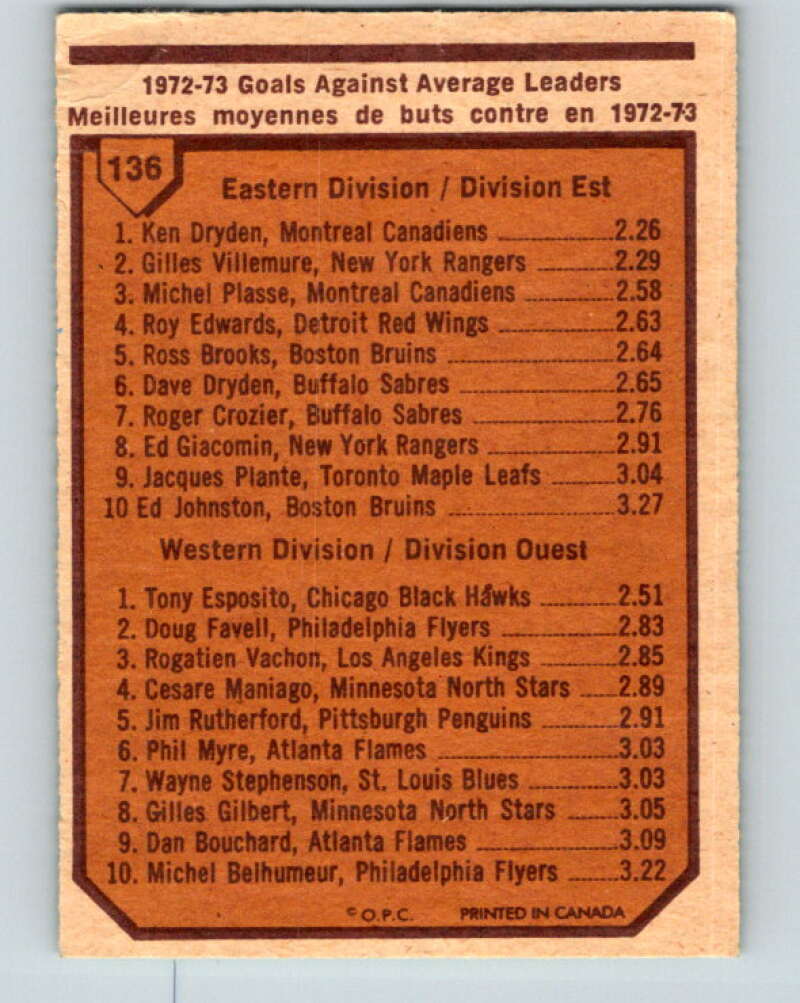 1972-73 Goals Against Average Leaders
Meilleures moyennes de buts contre en 1972-73
136
Eastern Division / Division Est
1. Ken Dryden, Montreal Canadiens 2.26
2. Gilles Villemure, New York Rangers 2.29
3. Michel Plasse, Montreal Canadiens 2.58
4. Roy Edwards, Detroit Red Wings 2.63
5. Ross Brooks, Boston Bruins 2.64
6. Dave Dryden, Buffalo Sabres 2.65
7. Roger Crozier, Buffalo Sabres 2.76
8. Ed Giacomin, New York Rangers 2.91
9. Jacques Plante, Toronto Maple Leafs 3.04
10 Ed Johnston, Boston Bruins 3.27
Western Division / Division Ouest
1. Tony Esposito, Chicago Black Hawks 2.51
2. Doug Favell, Philadelphia Flyers 2.83
3. Rogatien Vachon, Los Angeles Kings 2.85
4. Cesare Maniago, Minnesota North Stars 2.89
5. Jim Rutherford, Pittsburgh Penguins 2.91
6. Phil Myre, Atlanta Flames 3.03
7. Wayne Stephenson, St. Louis Blues 3.03
8. Gilles Gilbert, Minnesota North Stars 3.05
9. Dan Bouchard, Atlanta Flames 3.09
10. Michel Belhumeur, Philadelphia Flyers 3.22
© O.P.C. PRINTED IN CANADA